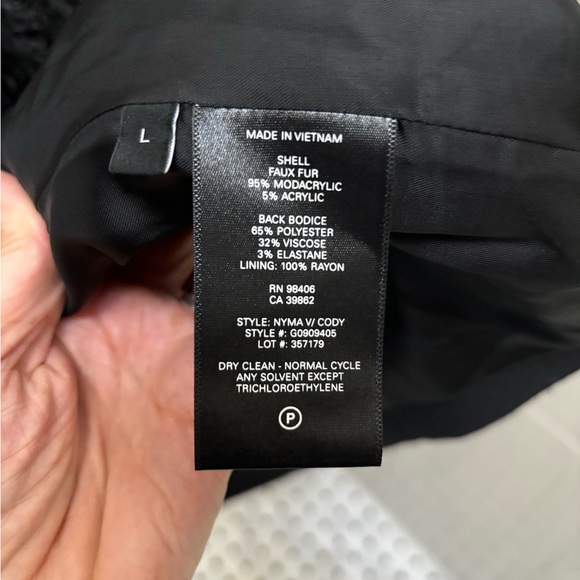 L
MADE IN VIETNAM
SHELL
FAUX FUR
95% MODACRYLIC
5% ACRYLIC
BACK BODICE
65% POLYESTER
32% VISCOSE
3% ELASTANE
LINING: 100% RAYON
RN 98406
CA 39862
STYLE: NYMA V/ CODY
STYLE #: G0909405
LOT #: 357179
DRY CLEAN - NORMAL CYCLE
ANY SOLVENT EXCEPT
TRICHLOROETHYLENE
P